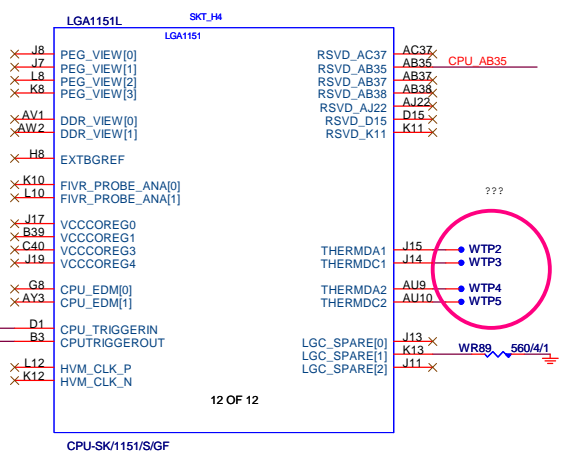 LGA1151L SKT_H4
LGA1151
J8 PEG_VIEW[0] RSVD_AC37 AC37
J7 PEG_VIEW[1] RSVD_AB35 AB35 CPU_AB35
L8 PEG_VIEW[2] RSVD_AB37 AB37
K8 PEG_VIEW[3] RSVD_AB38 AB38
RSVD_AJ22 AJ22
AV1 DDR_VIEW[0] RSVD_D15 D15
AW2 DDR_VIEW[1] RSVD_K11 K11
H8 EXTBGREF
K10 FIVR_PROBE_ANA[0]
L10 FIVR_PROBE_ANA[1]
???
J17 VCCCOREG0
B39 VCCCOREG1
C40 VCCCOREG3 THERMDA1 J15 WTP2
J19 VCCCOREG4 THERMDC1 J14 WTP3
G8 CPU_EDM[0] THERMDA2 AU9 WTP4
AY3 CPU_EDM[1] THERMDC2 AU10 WTP5
D1 CPU_TRIGGERIN
B3 CPUTRIGGEROUT LGC_SPARE[0] J13
LGC_SPARE[1] K13 WR89 560/4/1
L12 HVM_CLK_P LGC_SPARE[2] J11
K12 HVM_CLK_N
12 OF 12
CPU-SK/1151/S/GF